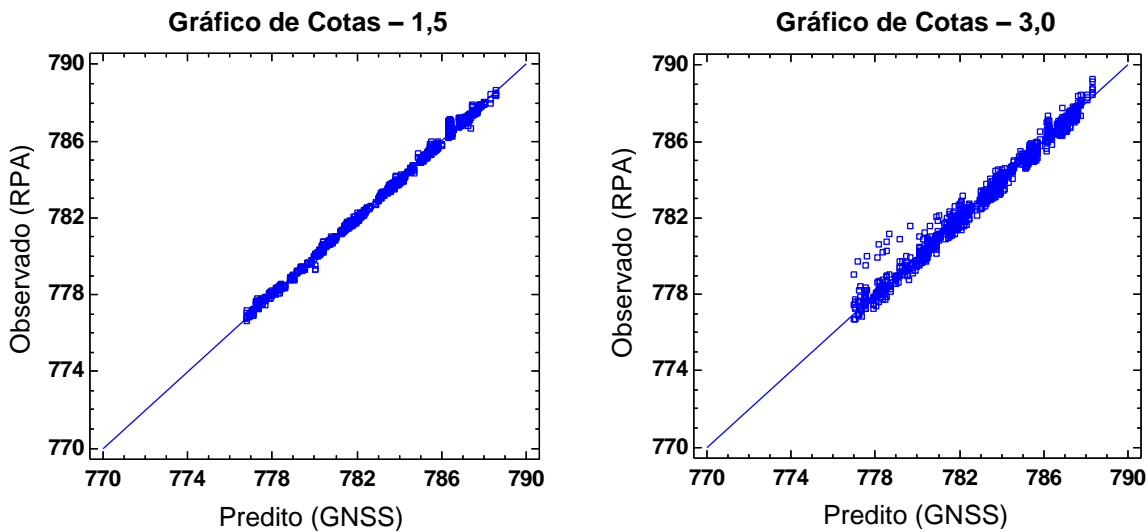 Gráfico de Cotas – 1,5
790
786
782
778
774
770
Observado (RPA)
770 774 778 782 786 790
Predito (GNSS)
Gráfico de Cotas – 3,0
790
786
782
778
774
770
Observado (RPA)
770 774 778 782 786 790
Predito (GNSS)